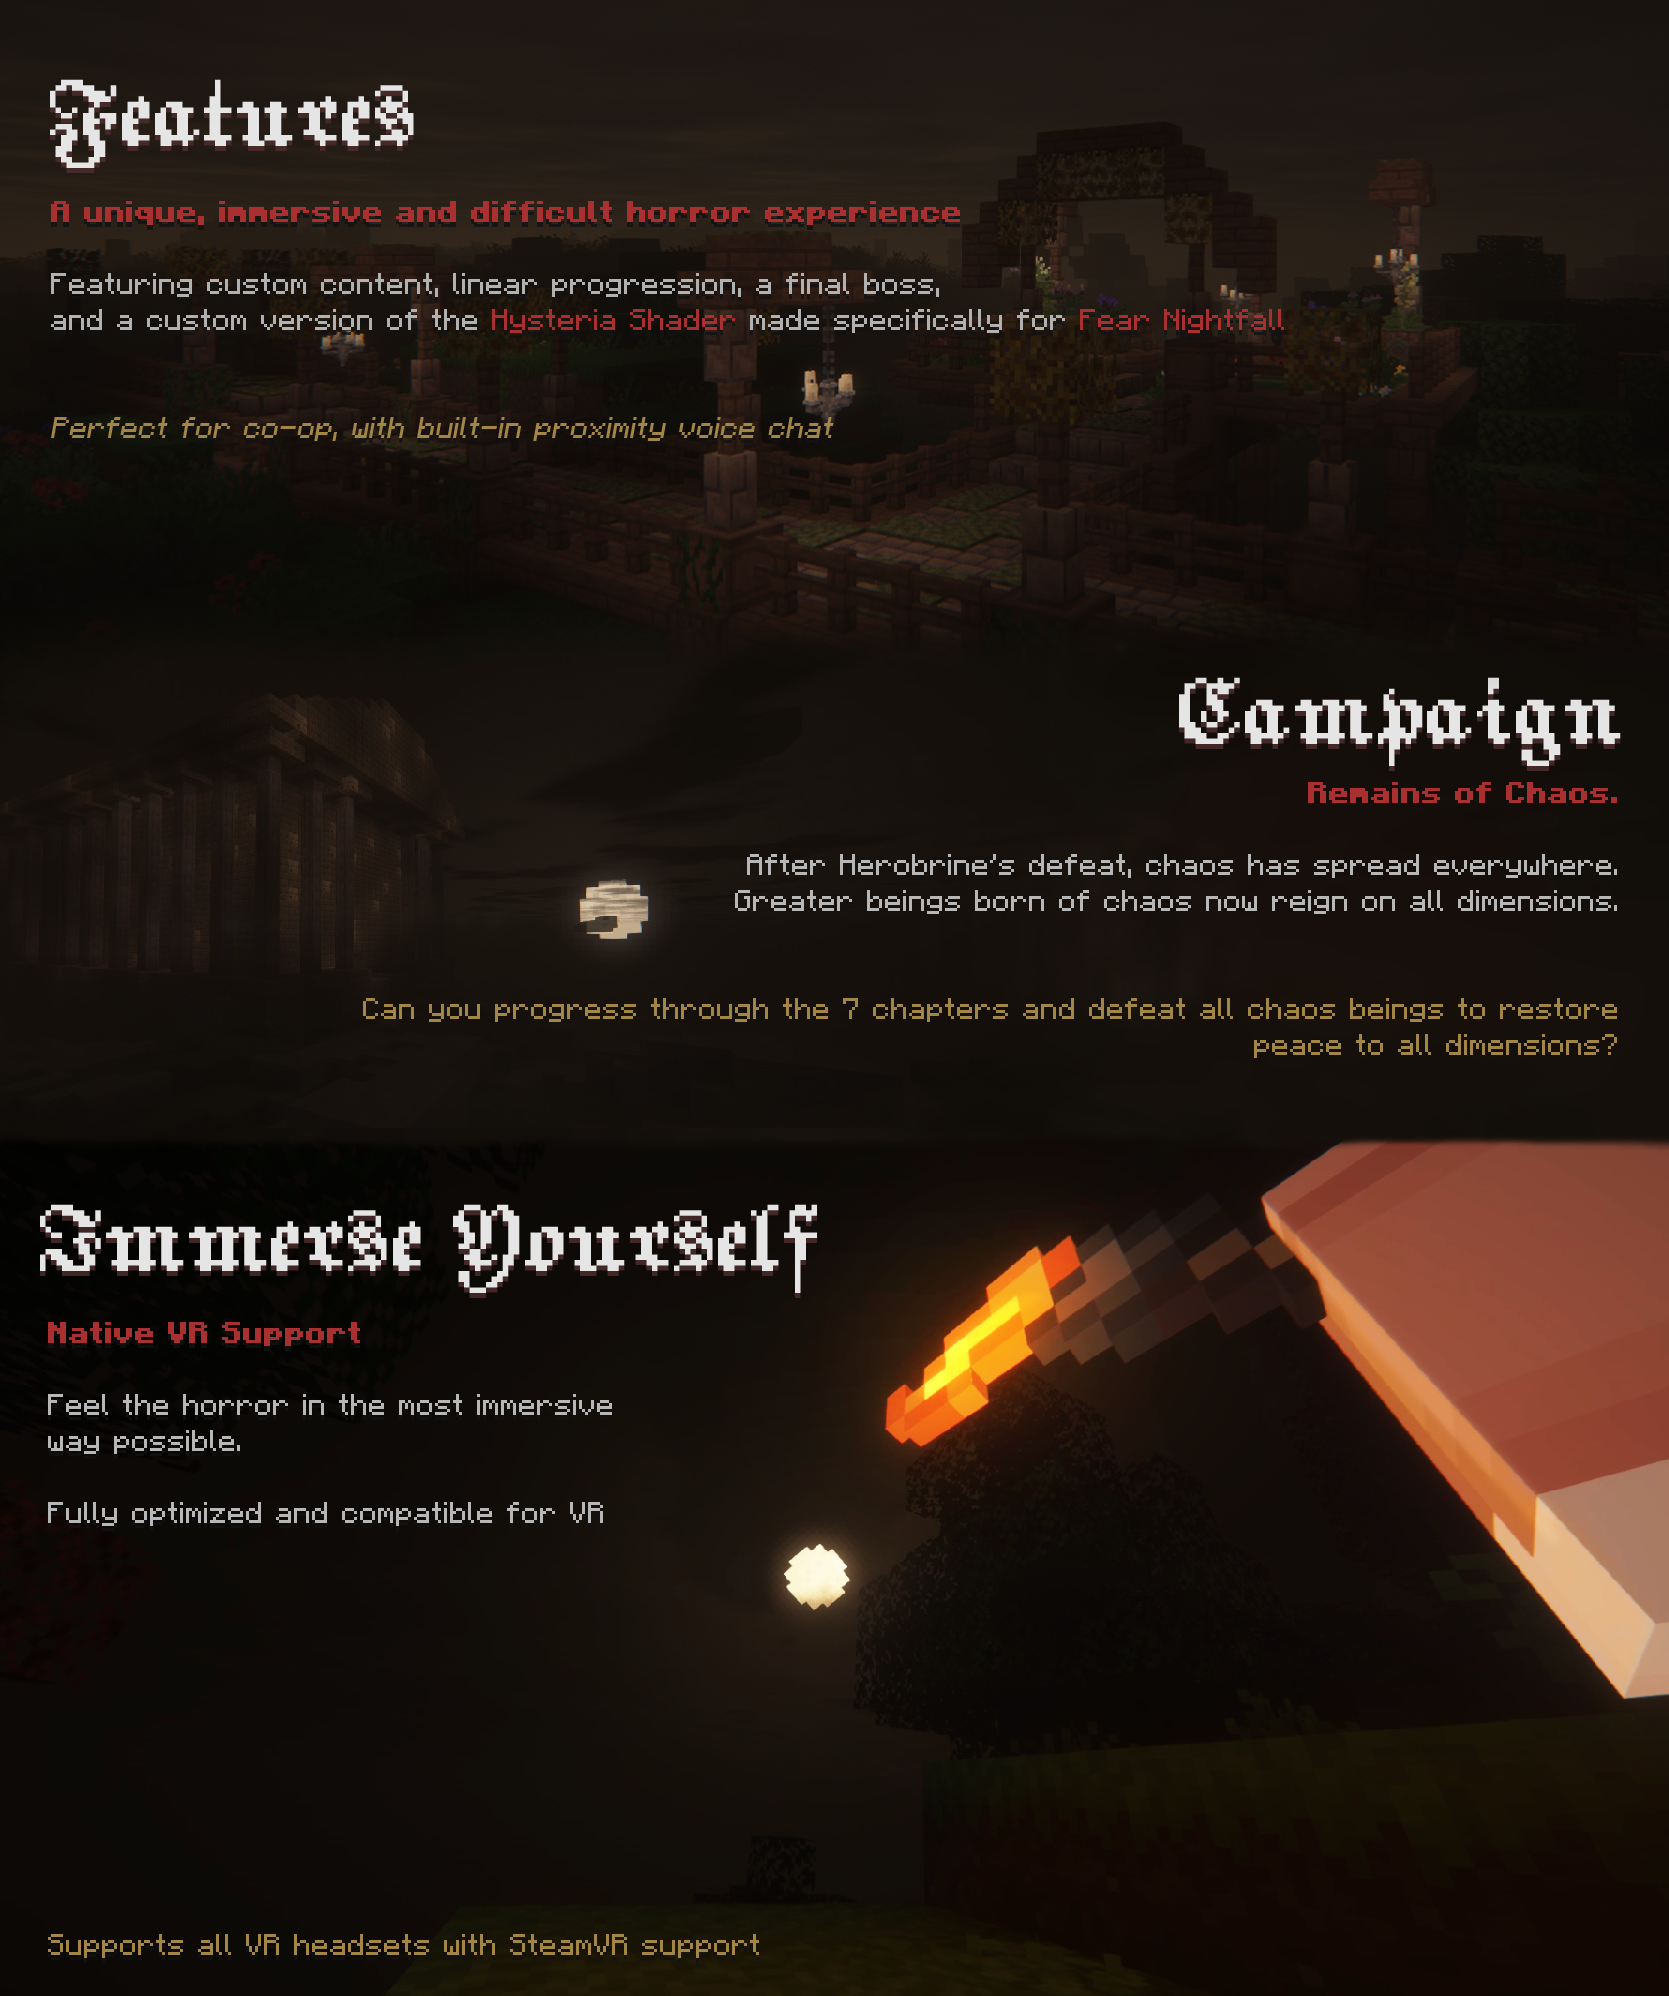 Features
A unique, immersive and difficult horror experience
Featuring custom content, linear progression, a final boss,
and a custom version of the Hysteria Shader made specifically for Fear Nightfall
Perfect for co-op, with built-in proximity voice chat
Campaign
Remains of Chaos.
After Herobrine's defeat, chaos has spread everywhere.
Greater beings born of chaos now reign on all dimensions.
Can you progress through the 7 chapters and defeat all chaos beings to restore
peace to all dimensions?
Immerse Yourself
Native VR Support
Feel the horror in the most immersive
way possible.
Fully optimized and compatible for VR
Supports all VR headsets with SteamVR support